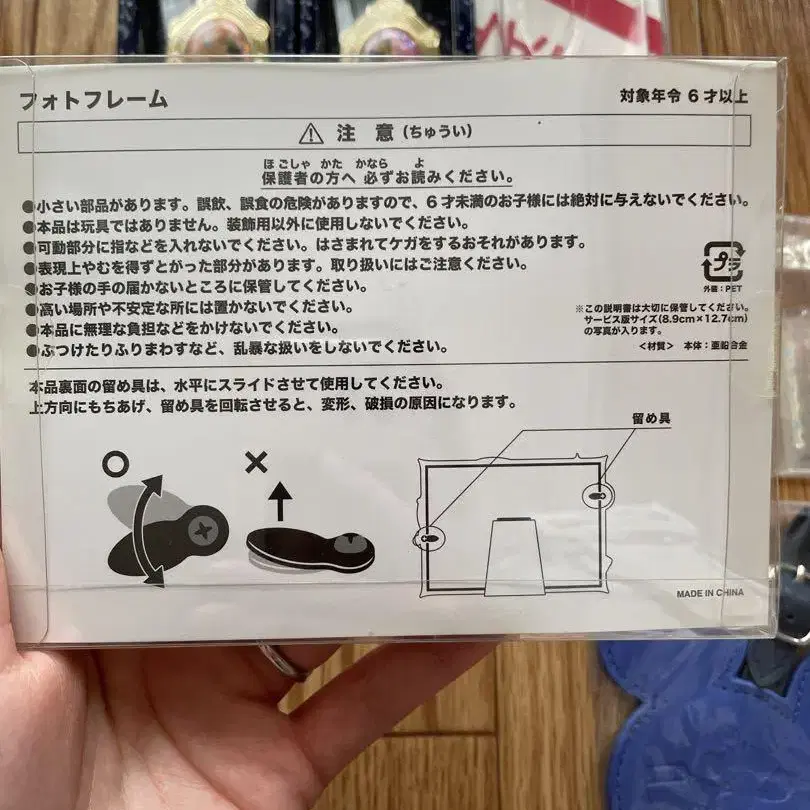 フォトフレーム
対象年令 6才以上
⚠ 注 意 (ちゅうい)
ほごしゃ かた かなら よ
保護者の方へ 必ずお読みください。
●小さい部品があります。誤飲、誤食の危険がありますので、6才未満のお子様には絶対に与えないでください。
●本品は玩具ではありません。装飾用以外に使用しないでください。
●可動部分に指などを入れないでください。はさまれてケガをするおそれがあります。
●表現上やむを得ずとがった部分があります。取り扱いにはご注意ください。
●お子様の手の届かないところに保管してください。
●高い場所や不安定な所には置かないでください。
●本品に無理な負担などをかけないでください。
●ぶつけたりふりまわすなど、乱暴な扱いをしないでください。
プラ
外装：PET
※この説明書は大切に保管してください。
サービス版サイズ(8.9cm×12.7cm)
の写真が入ります。
<材質> 本体：亜鉛合金
本品裏面の留め具は、水平にスライドさせて使用してください。
上方向にもちあげ、留め具を回転させると、変形、破損の原因になります。
留め具
MADE IN CHINA